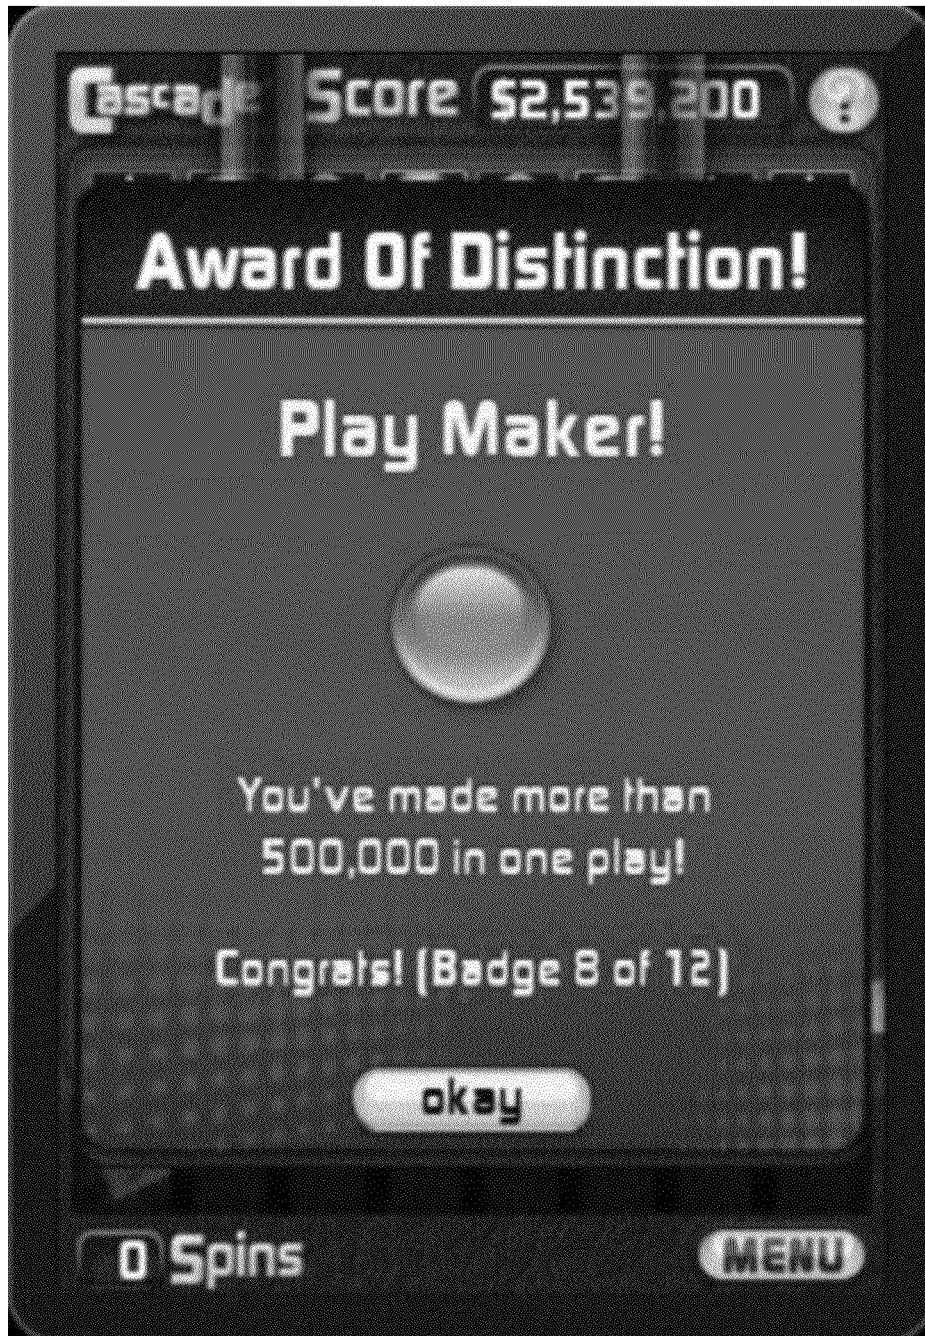 Cascade Score $2,539,200 ?
Award Of Distinction!
Play Maker!
You've made more than
500,000 in one play!
Congrats! (Badge 8 of 12)
okay
0 Spins MENU